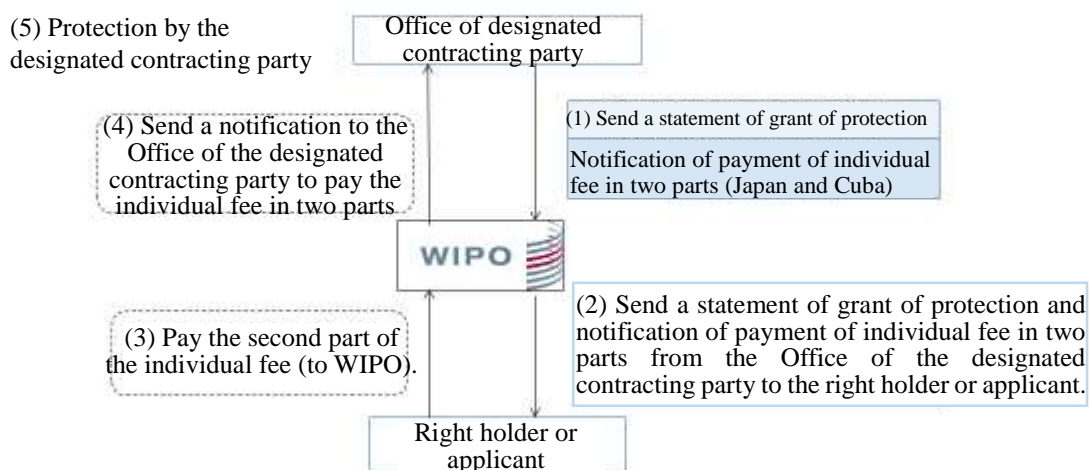 (5) Protection by the
designated contracting party
Office of designated
contracting party
(4) Send a notification to the
Office of the designated
contracting party to pay the
individual fee in two parts
(1) Send a statement of grant of protection
Notification of payment of individual
fee in two parts (Japan and Cuba)
WIPO
(3) Pay the second part of
the individual fee (to WIPO).
(2) Send a statement of grant of protection and
notification of payment of individual fee in two
parts from the Office of the designated
contracting party to the right holder or applicant.
Right holder or
applicant